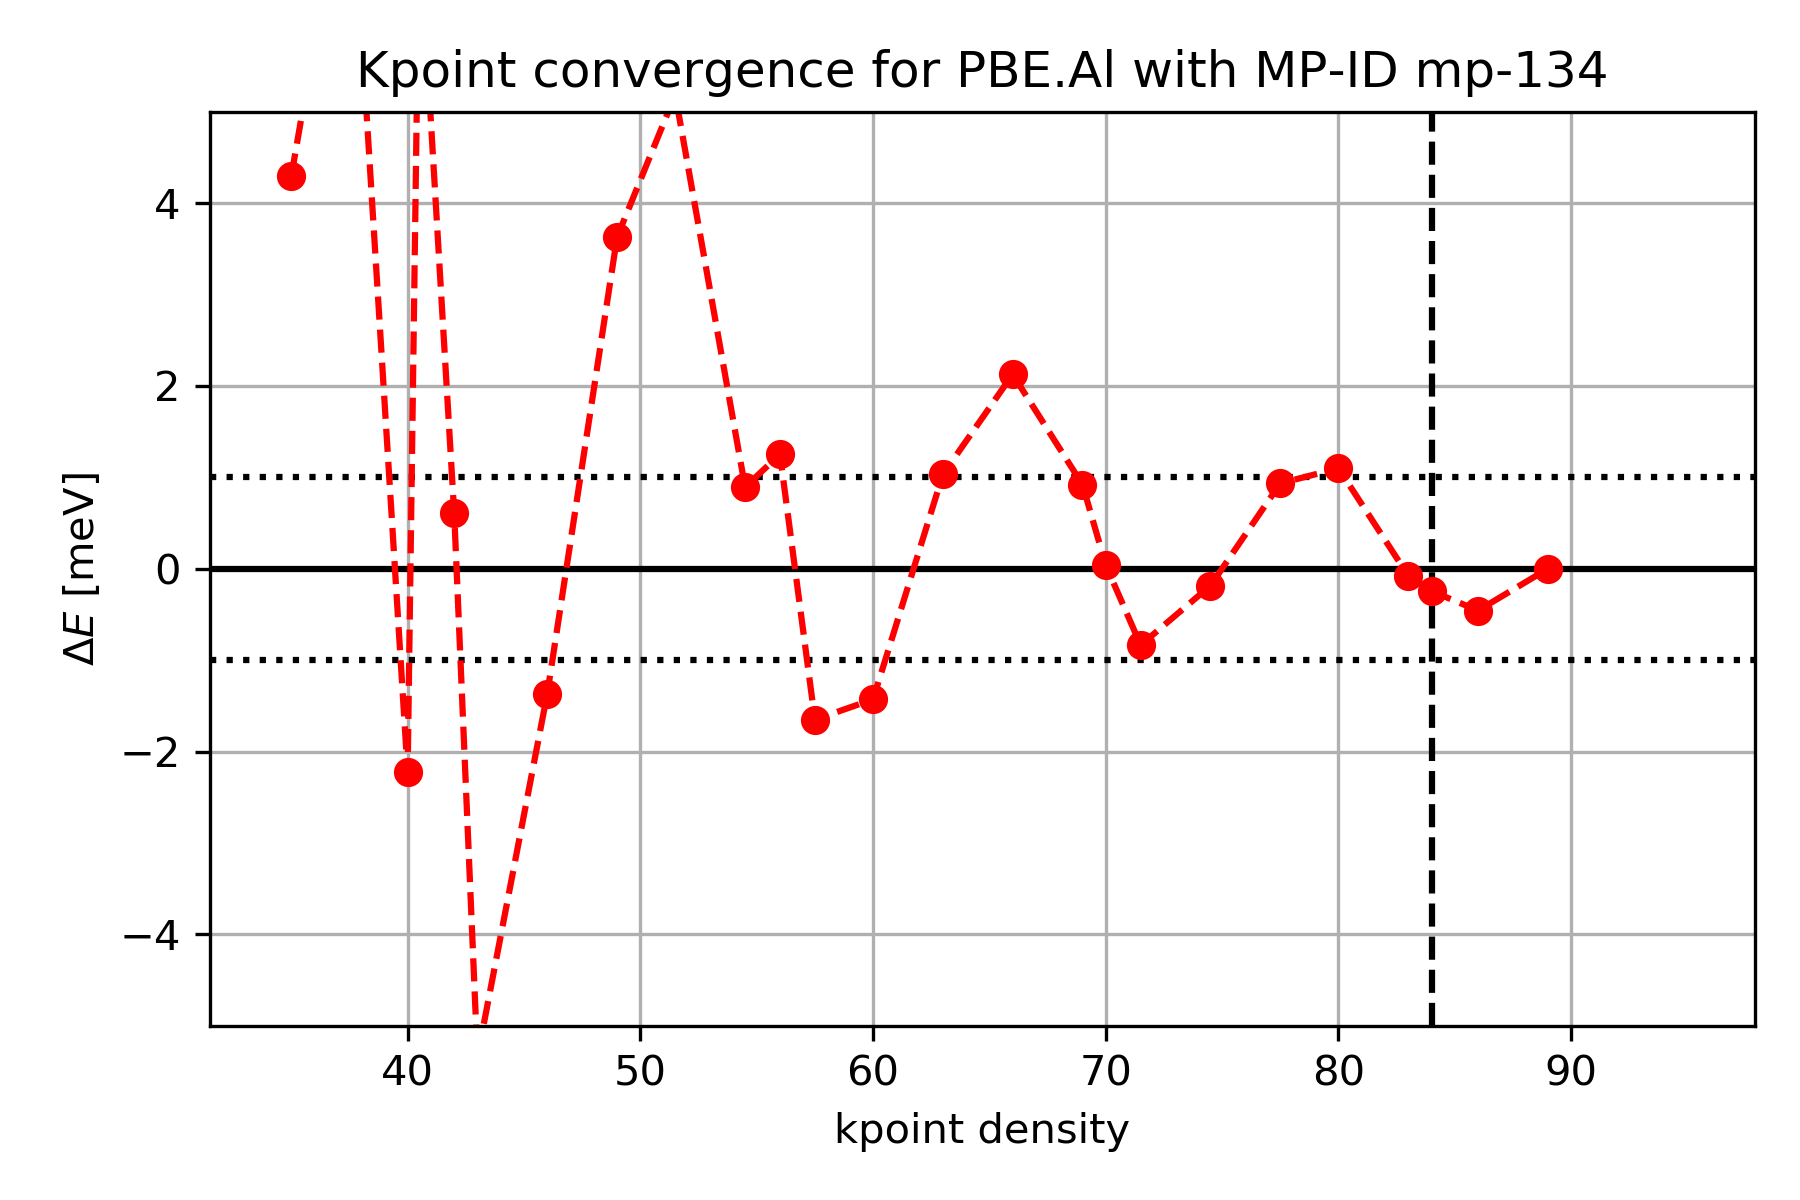 Kpoint convergence for PBE.Al with MP-ID mp-134
ΔE [meV]
4
2
0
−2
−4
40 50 60 70 80 90
kpoint density